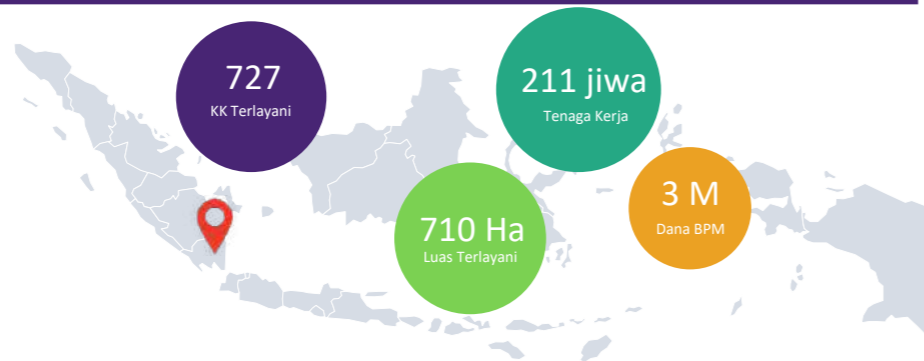 727
KK Terlayani
211 jiwa
Tenaga Kerja
710 Ha
Luas Terlayani
3 M
Dana BPM